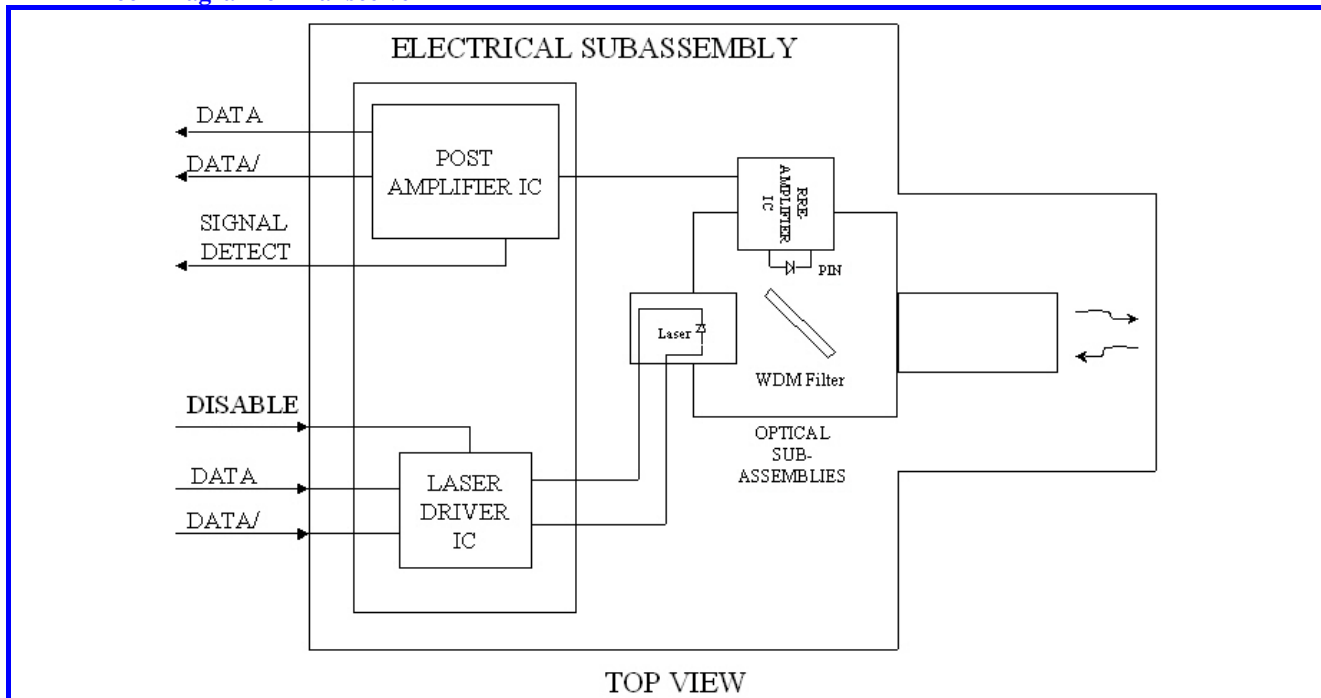 ELECTRICAL SUBASSEMBLY
DATA
DATA/
SIGNAL
DETECT
POST
AMPLIFIER IC
RRE-
AMPLIFIER
IC
PIN
Laser
WDM Filter
OPTICAL
SUB-
ASSEMBLIES
DISABLE
DATA
DATA/
LASER
DRIVER
IC
TOP VIEW